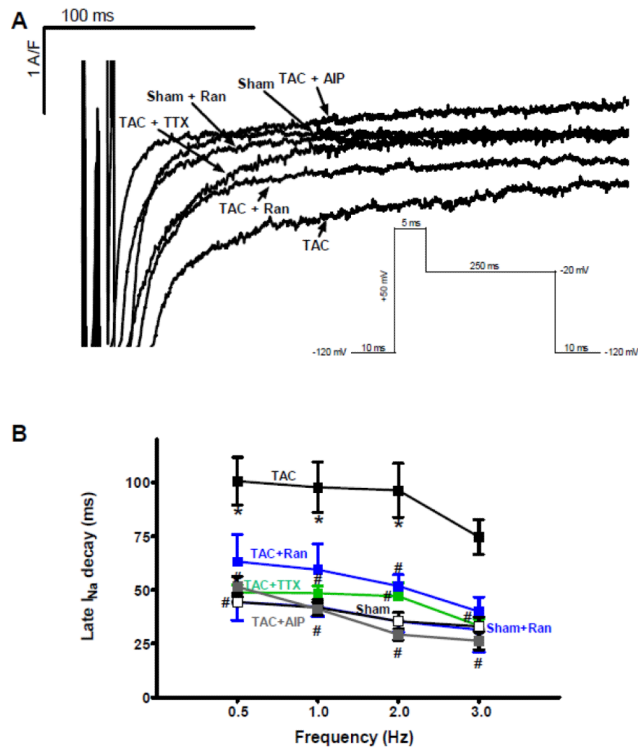 A
100 ms
1 A/F
Sham
TAC + AIP
Sham + Ran
TAC + TTX
TAC + Ran
TAC
5 ms
+50 mV
250 ms
-20 mV
-120 mV
10 ms
10 ms
-120 mV
B
Late INa decay (ms)
100
75
50
25
0
TAC
*
*
*
TAC+Ran
#
#
#
TAC+TTX
#
#
#
TAC+AIP
#
Sham
#
#
Sham+Ran
0.5
1.0
2.0
3.0
Frequency (Hz)